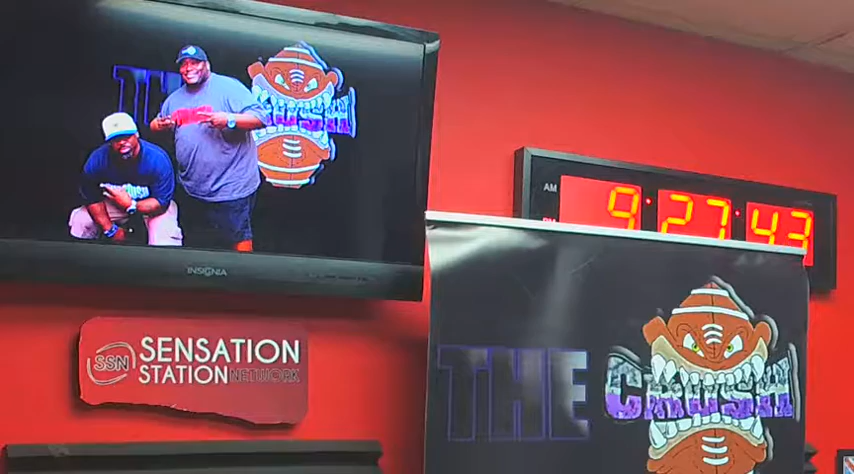 THE CRUSH
INSIGNIA
AM
PM
9:27:43
SSN
SENSATION
STATION NETWORK
THE CRUSH